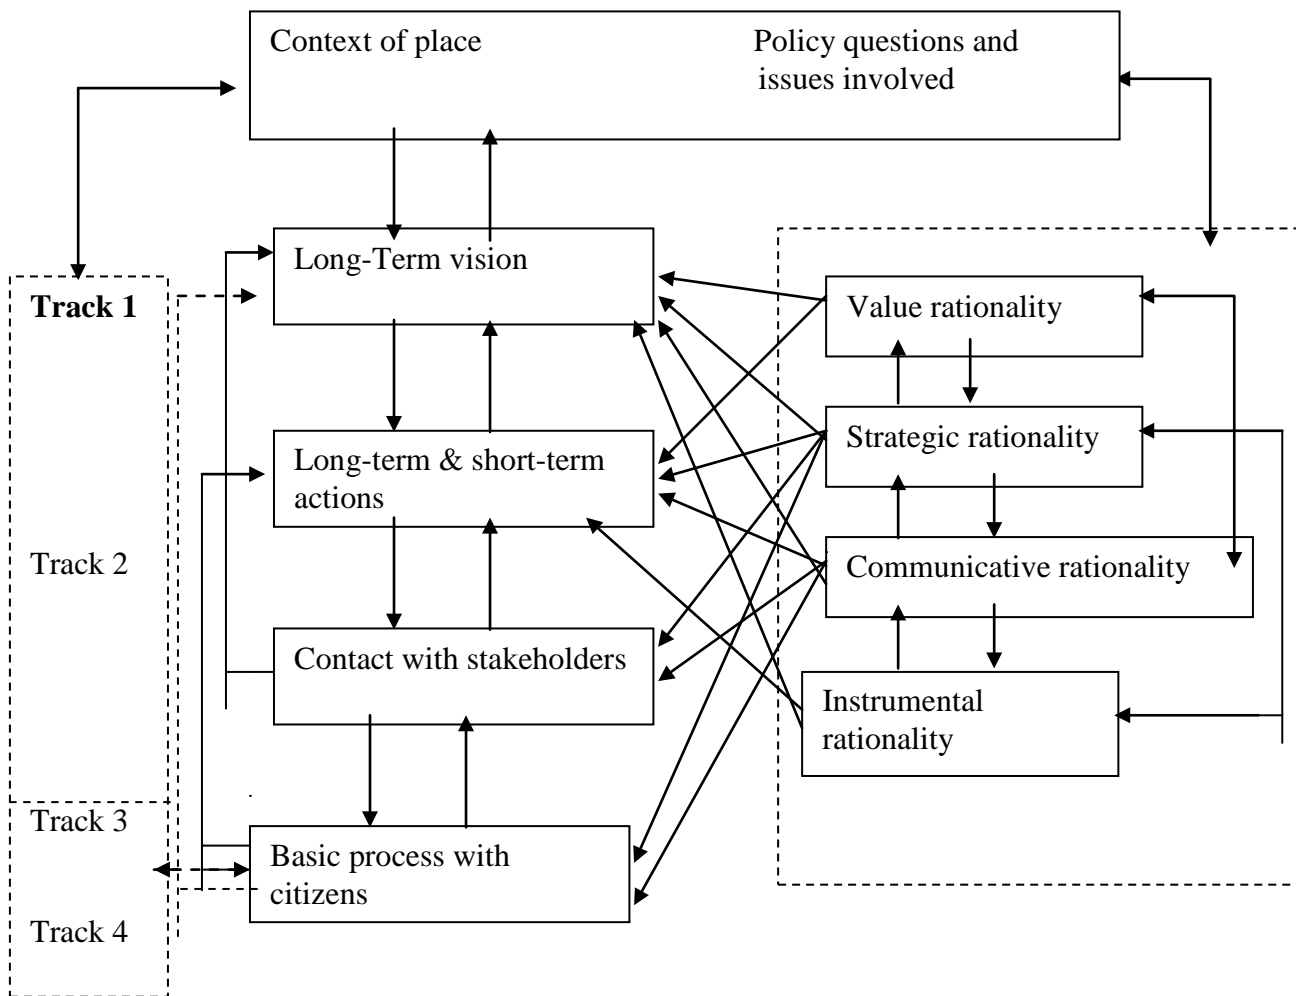 Context of place
Policy questions and
issues involved
Long-Term vision
Track 1
Value rationality
Strategic rationality
Long-term & short-term
actions
Track 2
Communicative rationality
Contact with stakeholders
Instrumental
rationality
Track 3
Basic process with
citizens
Track 4